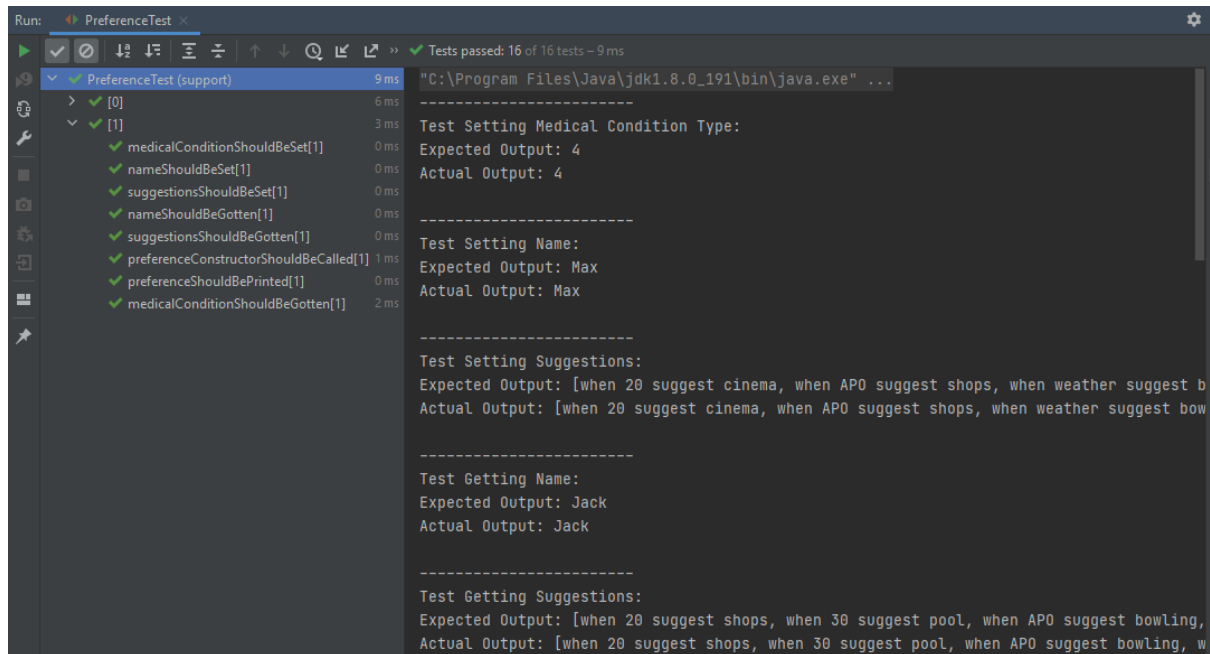 Run: PreferenceTest
Tests passed: 16 of 16 tests – 9 ms
PreferenceTest (support) 9 ms
[0] 6 ms
[1] 3 ms
medicalConditionShouldBeSet[1] 0 ms
nameShouldBeSet[1] 0 ms
suggestionsShouldBeSet[1] 0 ms
nameShouldBeGotten[1] 0 ms
suggestionsShouldBeGotten[1] 0 ms
preferenceConstructorShouldBeCalled[1] 1 ms
preferenceShouldBePrinted[1] 0 ms
medicalConditionShouldBeGotten[1] 2 ms
"C:\Program Files\Java\jdk1.8.0_191\bin\java.exe" ...
------------------------
Test Setting Medical Condition Type:
Expected Output: 4
Actual Output: 4
------------------------
Test Setting Name:
Expected Output: Max
Actual Output: Max
------------------------
Test Setting Suggestions:
Expected Output: [when 20 suggest cinema, when APO suggest shops, when weather suggest b
Actual Output: [when 20 suggest cinema, when APO suggest shops, when weather suggest bow
------------------------
Test Getting Name:
Expected Output: Jack
Actual Output: Jack
------------------------
Test Getting Suggestions:
Expected Output: [when 20 suggest shops, when 30 suggest pool, when APO suggest bowling,
Actual Output: [when 20 suggest shops, when 30 suggest pool, when APO suggest bowling, w